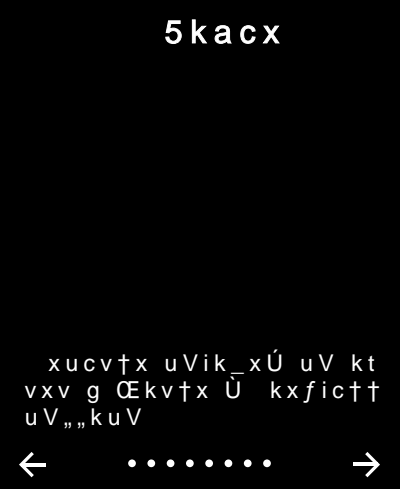 5kacx
xucv†x uVik_xÚ uV kt
vxv g Œkv†x Ù kxƒic††
uV„„kuV